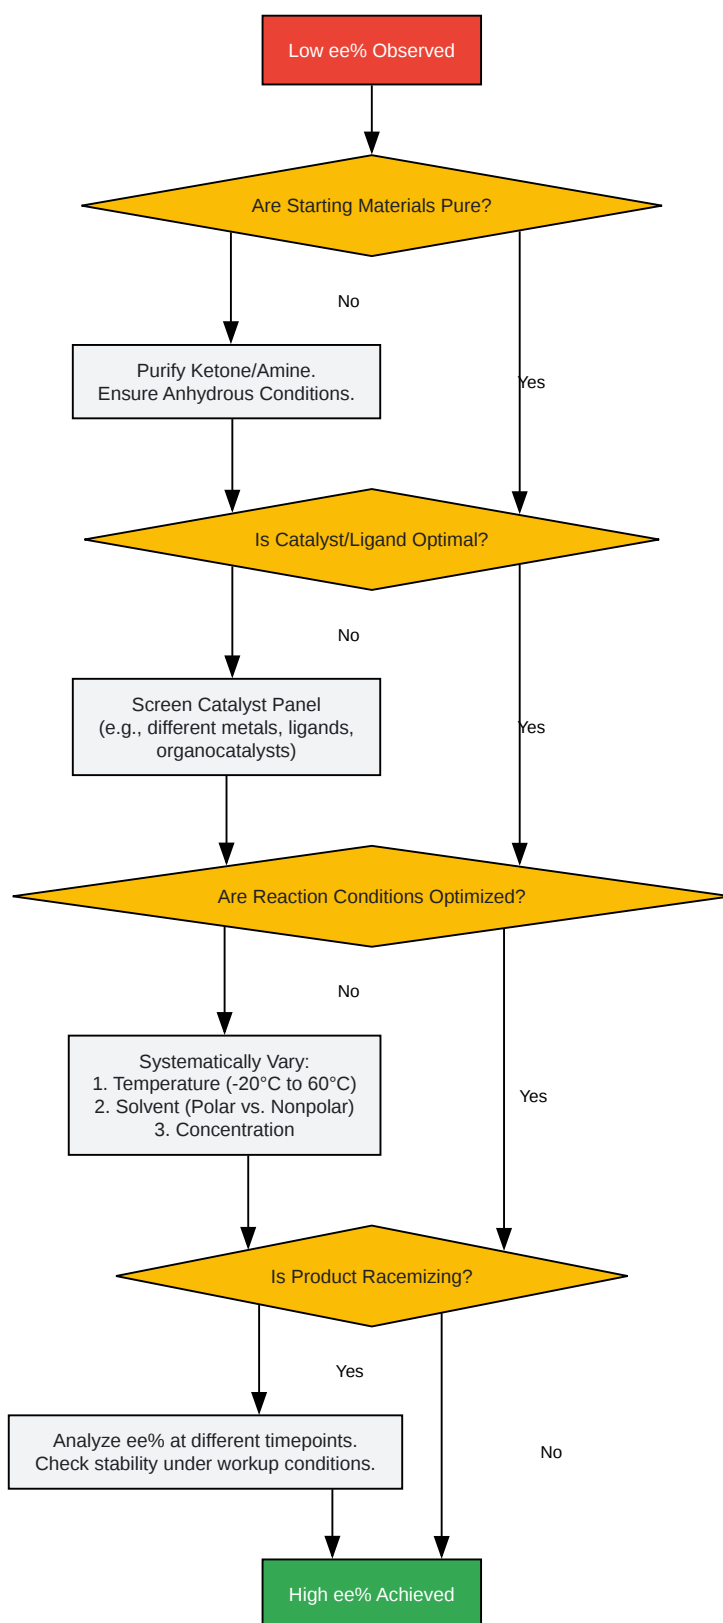 Low ee% Observed
Are Starting Materials Pure?
No
Purify Ketone/Amine.
Ensure Anhydrous Conditions.
Yes
Is Catalyst/Ligand Optimal?
No
Screen Catalyst Panel
(e.g., different metals, ligands,
organocatalysts)
Yes
Are Reaction Conditions Optimized?
No
Systematically Vary:
1. Temperature (-20°C to 60°C)
2. Solvent (Polar vs. Nonpolar)
3. Concentration
Yes
Is Product Racemizing?
Yes
Analyze ee% at different timepoints.
Check stability under workup conditions.
No
High ee% Achieved